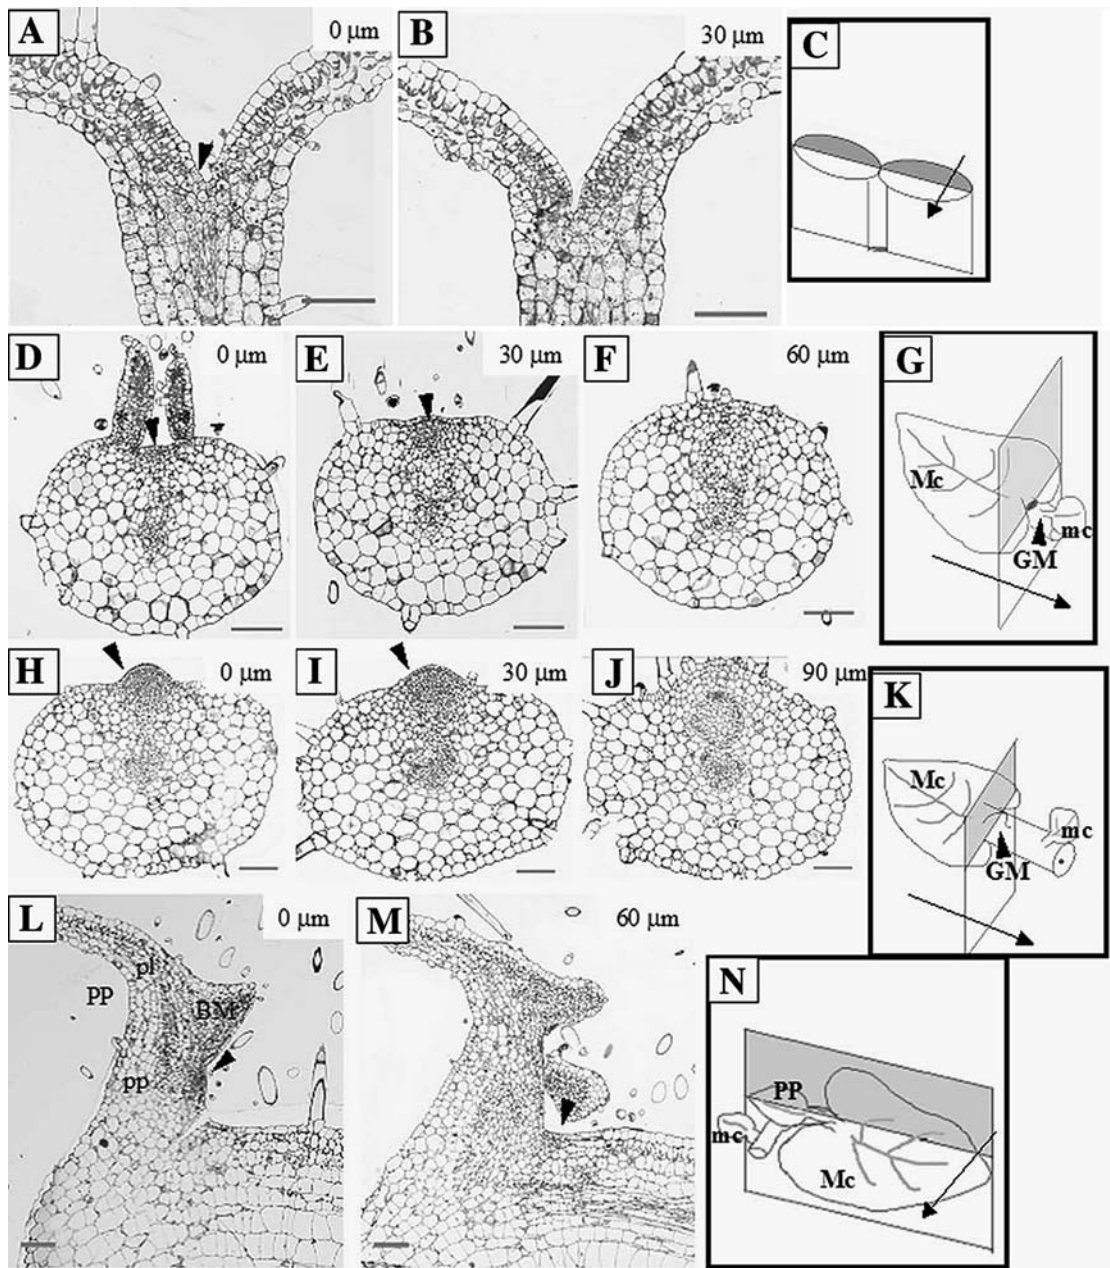 A 0 μm B 30 μm C
D 0 μm E 30 μm F 60 μm G
Mc
mc
GM
H 0 μm I 30 μm J 90 μm K
Mc
mc
GM
L 0 μm M 60 μm
pl
PP
BM
pp
N
PP
mc
Mc